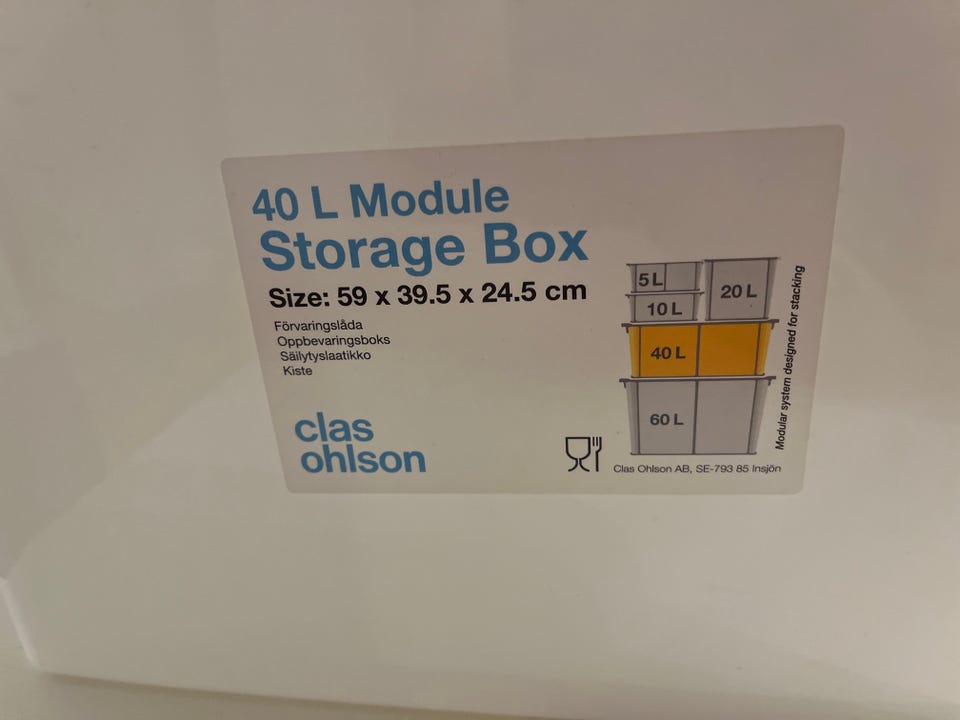 40 L Module
Storage Box
Size: 59 x 39.5 x 24.5 cm
Förvaringslåda
Oppbevaringsboks
Säilytyslaatikko
Kiste
clas
ohlson
5 L
10 L
20 L
40 L
60 L
Modular system designed for stacking
Clas Ohlson AB, SE-793 85 Insjön